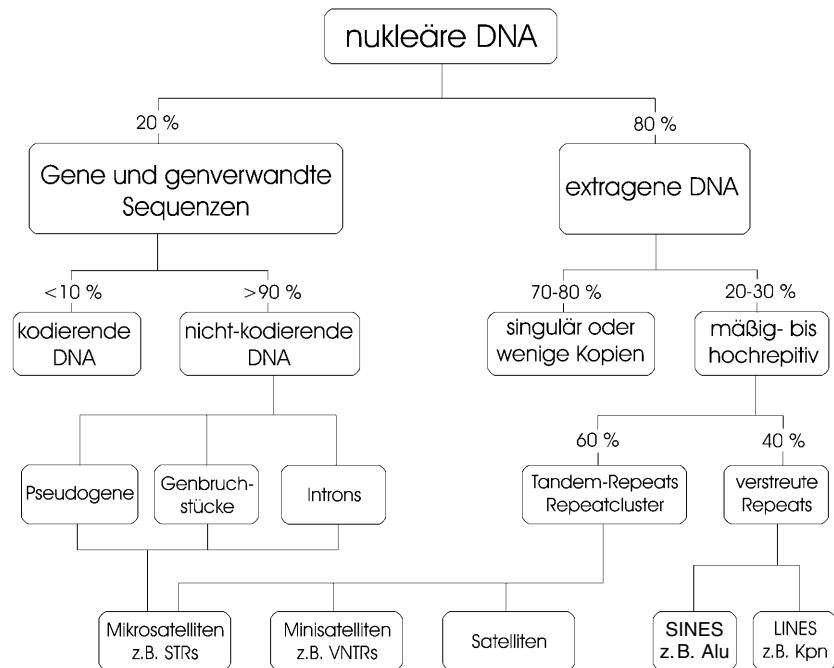 nukleäre DNA
20 %
80 %
Gene und genverwandte
Sequenzen
extragene DNA
<10 %
>90 %
70-80 %
20-30 %
kodierende
DNA
nicht-kodierende
DNA
singulär oder
wenige Kopien
mäßig- bis
hochrepitiv
60 %
40 %
Pseudogene
Genbruch-
stücke
Introns
Tandem-Repeats
Repeatcluster
verstreute
Repeats
Mikrosatelliten
z.B. STRs
Minisatelliten
z.B. VNTRs
Satelliten
SINES
z.B. Alu
LINES
z.B. Kpn